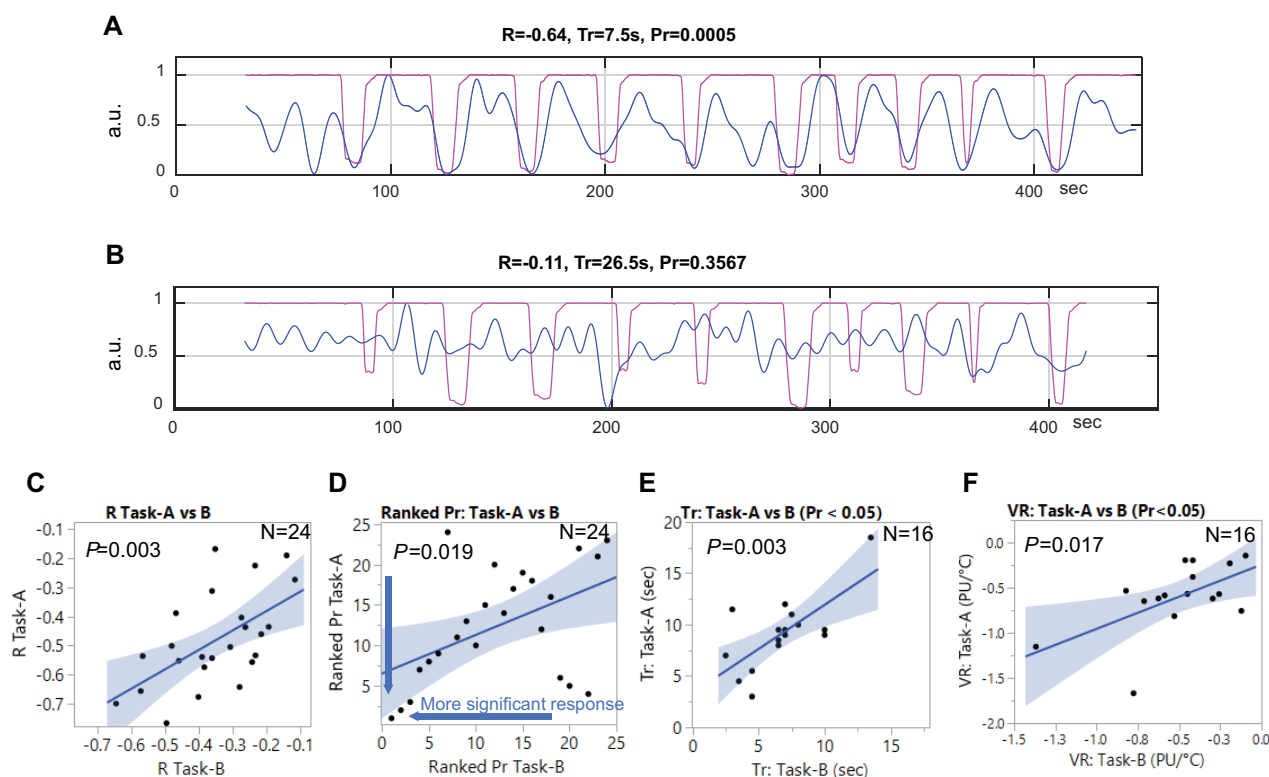 A
R=-0.64, Tr=7.5s, Pr=0.0005
1
0.5
0
a.u.
0 100 200 300 400 sec
B
R=-0.11, Tr=26.5s, Pr=0.3567
1
0.5
0
a.u.
0 100 200 300 400 sec
C
R Task-A vs B
N=24
P=0.003
-0.1
-0.2
-0.3
-0.4
-0.5
-0.6
-0.7
R Task-A
-0.7 -0.6 -0.5 -0.4 -0.3 -0.2 -0.1
R Task-B
D
Ranked Pr: Task-A vs B
N=24
P=0.019
25
20
15
10
5
Ranked Pr Task-A
More significant response
0 5 10 15 20 25
Ranked Pr Task-B
E
Tr: Task-A vs B (Pr < 0.05)
N=16
P=0.003
20
15
10
5
0
Tr: Task-A (sec)
0 5 10 15
Tr: Task-B (sec)
F
VR: Task-A vs B (Pr<0.05)
N=16
P=0.017
0.0
-0.5
-1.0
-1.5
-2.0
VR: Task-A (PU/°C)
-1.5 -1.3 -1.0 -0.8 -0.5 -0.3 0.0
VR: Task-B (PU/°C)